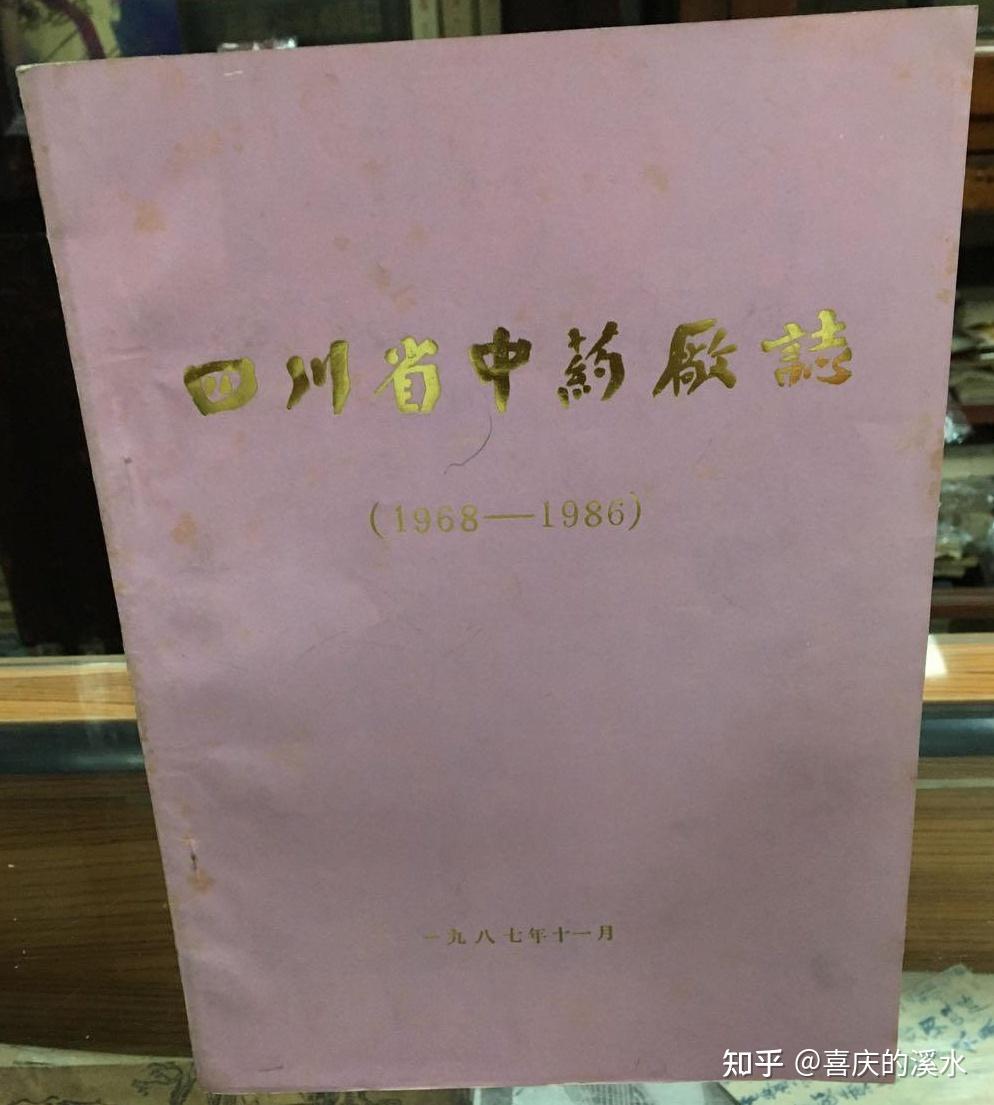 四川省中药廠誌
(1968——1986)
一九八七年十一月
知乎 @喜庆的溪水